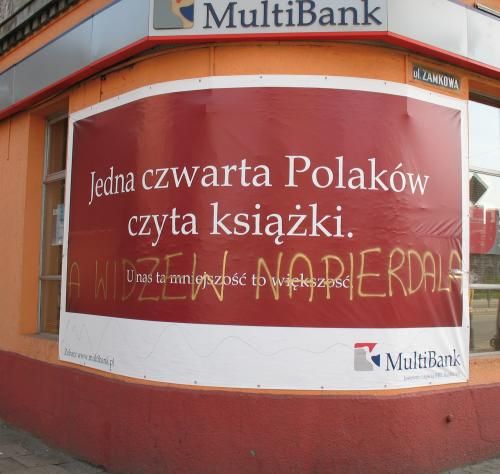 MultiBank
ul. ZAMKOWA
Jedna czwarta Polaków
czyta książki.
U nas ta mniejszość to większość.
A WIDZEW NAPIERDALA
Zobacz www.multibank.pl
MultiBank